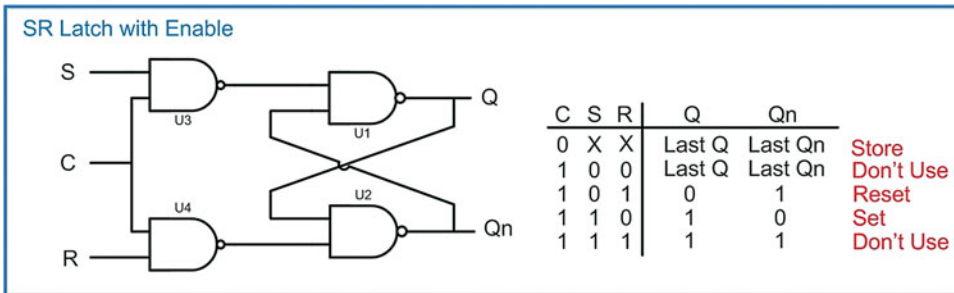 SR Latch with Enable
S
U3
U1
Q
C
U4
U2
R
Qn
C S R Q Qn
0 X X Last Q Last Qn Store
1 0 0 Last Q Last Qn Don't Use
1 0 1 0 1 Reset
1 1 0 1 0 Set
1 1 1 1 1 Don't Use